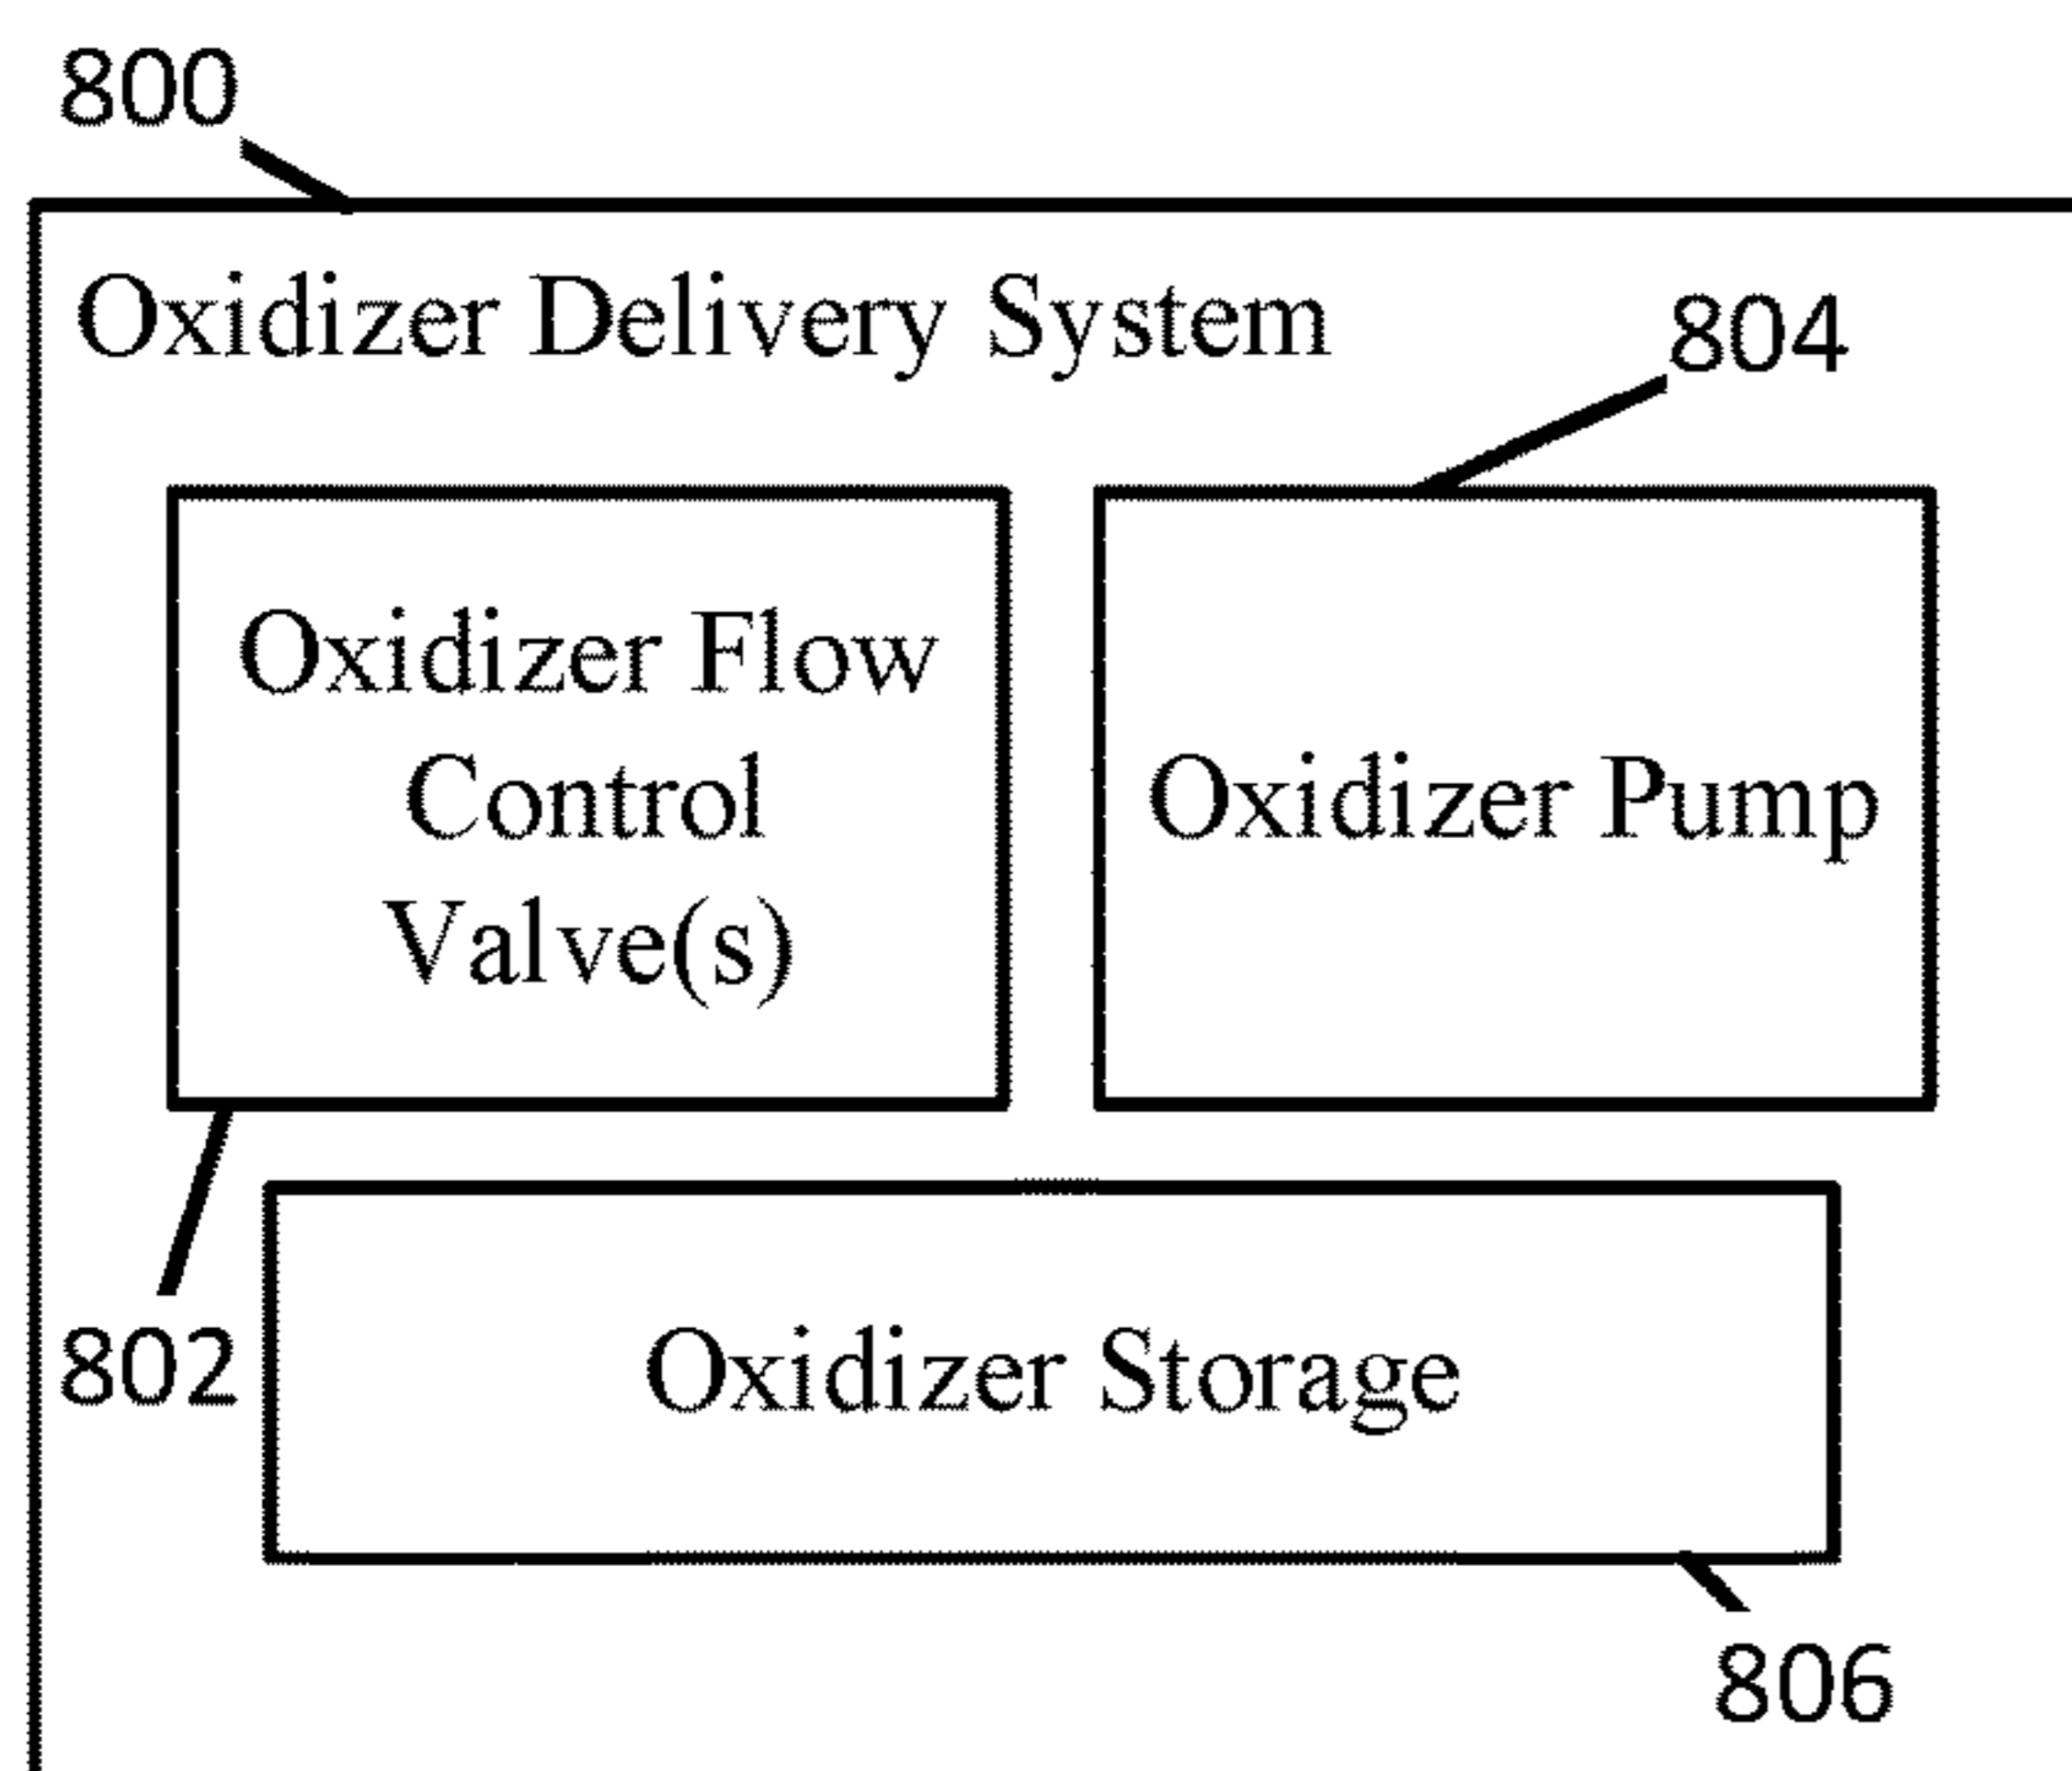 800
Oxidizer Delivery System
804
Oxidizer Flow
Control
Valve(s)
Oxidizer Pump
802
Oxidizer Storage
806